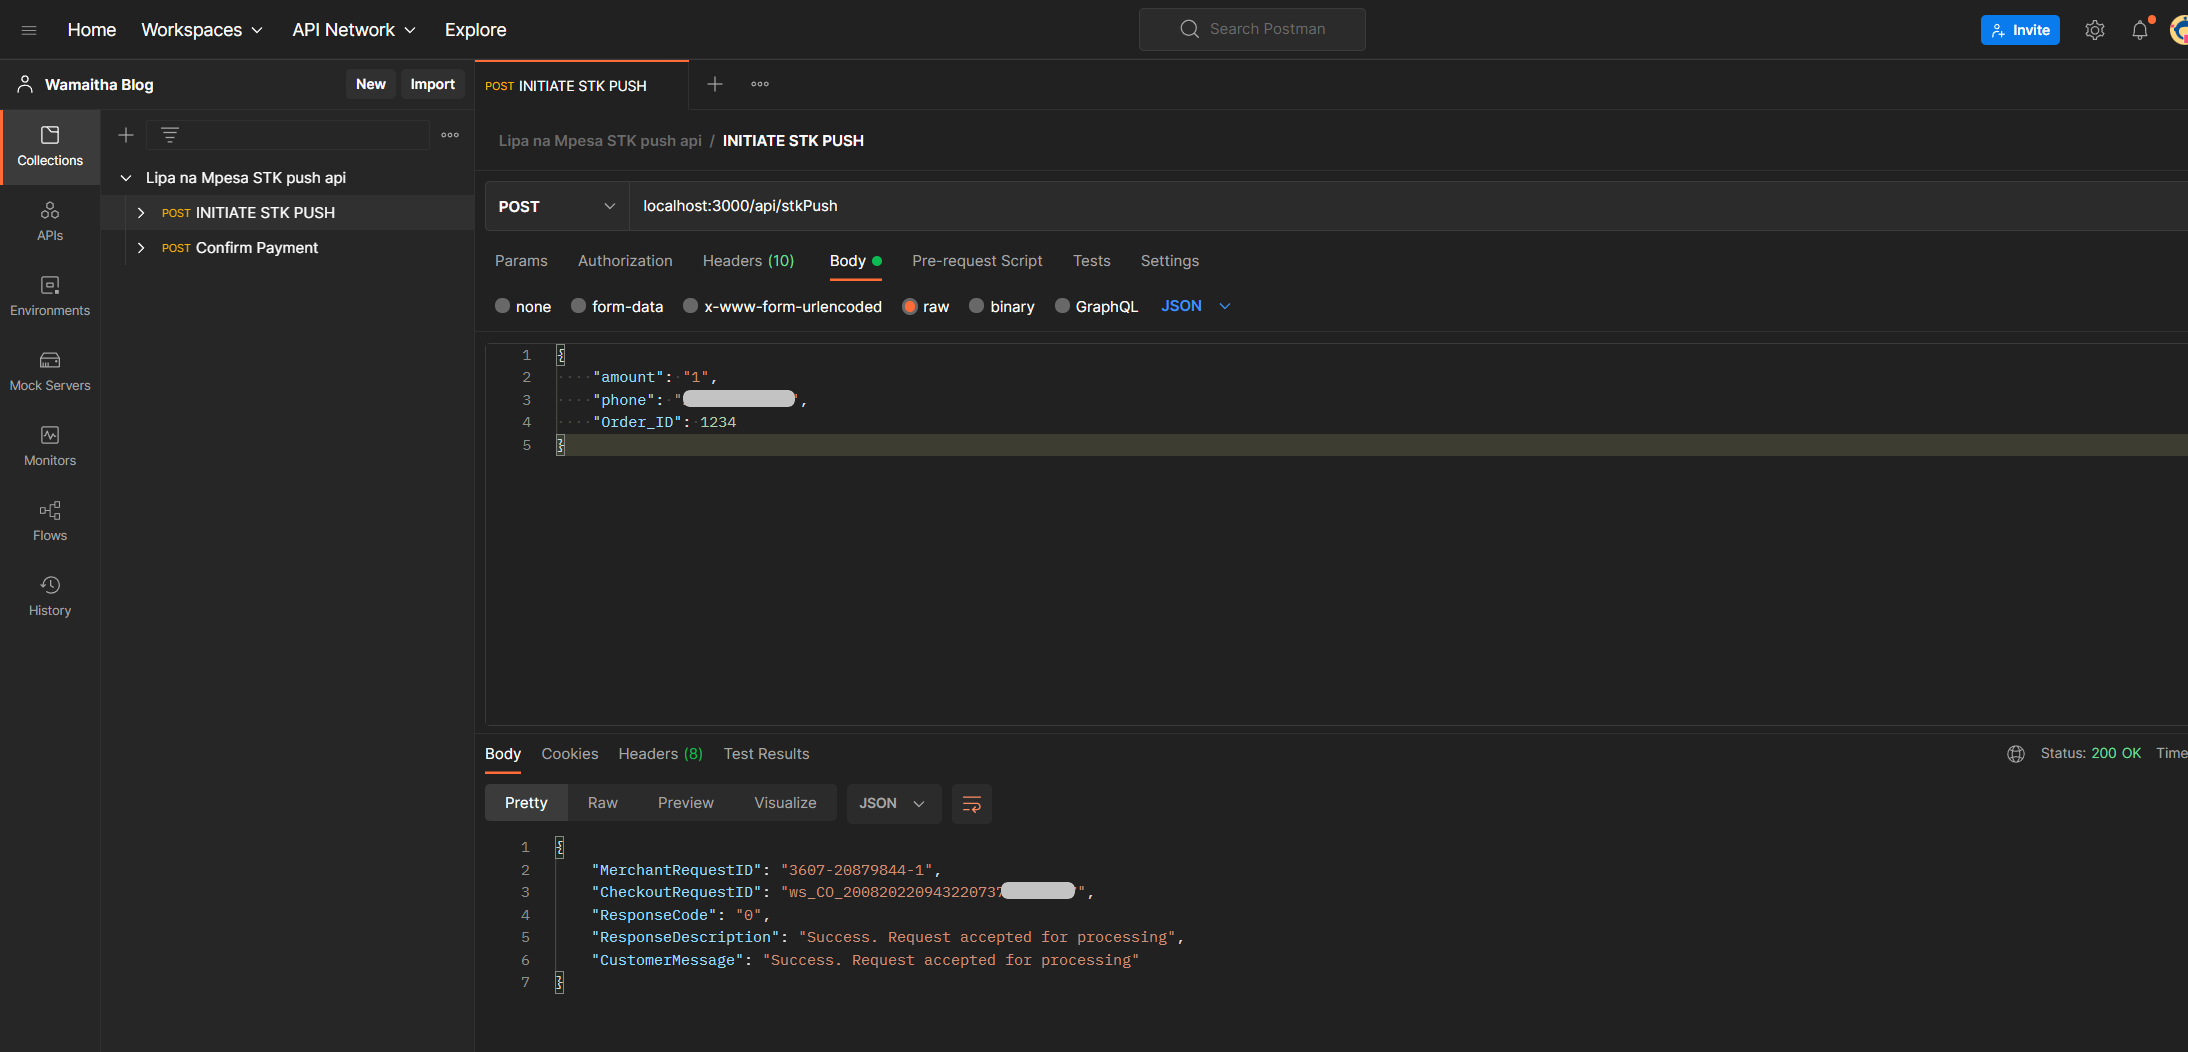 Home Workspaces API Network Explore Search Postman Invite
Wamaitha Blog New Import
POST INITIATE STK PUSH
Collections
APIs
Environments
Mock Servers
Monitors
Flows
History
Lipa na Mpesa STK push api
POST INITIATE STK PUSH
POST Confirm Payment
Lipa na Mpesa STK push api / INITIATE STK PUSH
POST localhost:3000/api/stkPush
Params Authorization Headers (10) Body Pre-request Script Tests Settings
none form-data x-www-form-urlencoded raw binary GraphQL JSON
1 {
2 "amount": "1",
3 "phone": "",
4 "Order_ID": 1234
5 }
Body Cookies Headers (8) Test Results Status: 200 OK Time
Pretty Raw Preview Visualize JSON
1 {
2 "MerchantRequestID": "3607-20879844-1",
3 "CheckoutRequestID": "ws_CO_200820220943220737",
4 "ResponseCode": "0",
5 "ResponseDescription": "Success. Request accepted for processing",
6 "CustomerMessage": "Success. Request accepted for processing"
7 }